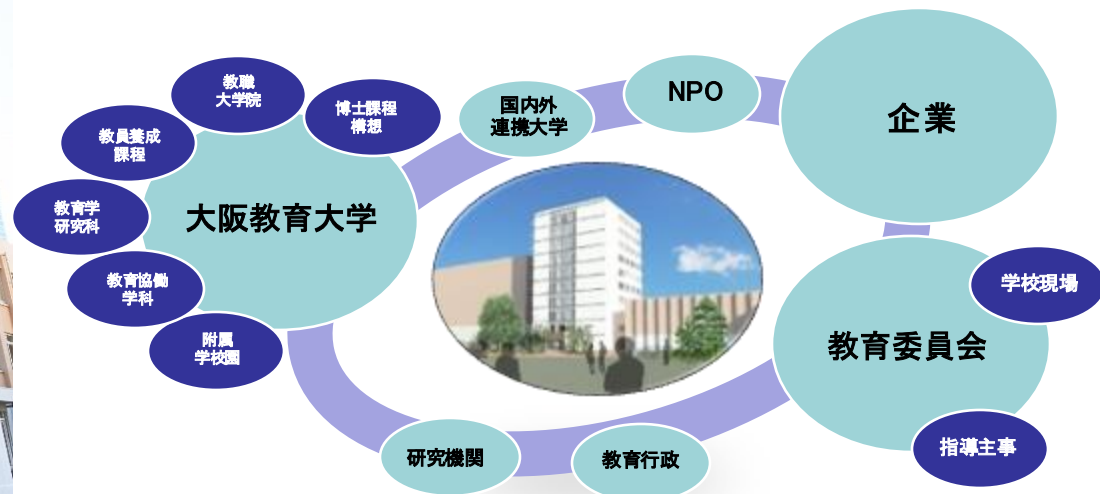 教職
大学院
博士課程
構想
国内外
連携大学
NPO
企業
教員養成
課程
教育学
研究科
大阪教育大学
教育協働
学科
附属
学校園
学校現場
教育委員会
指導主事
研究機関
教育行政